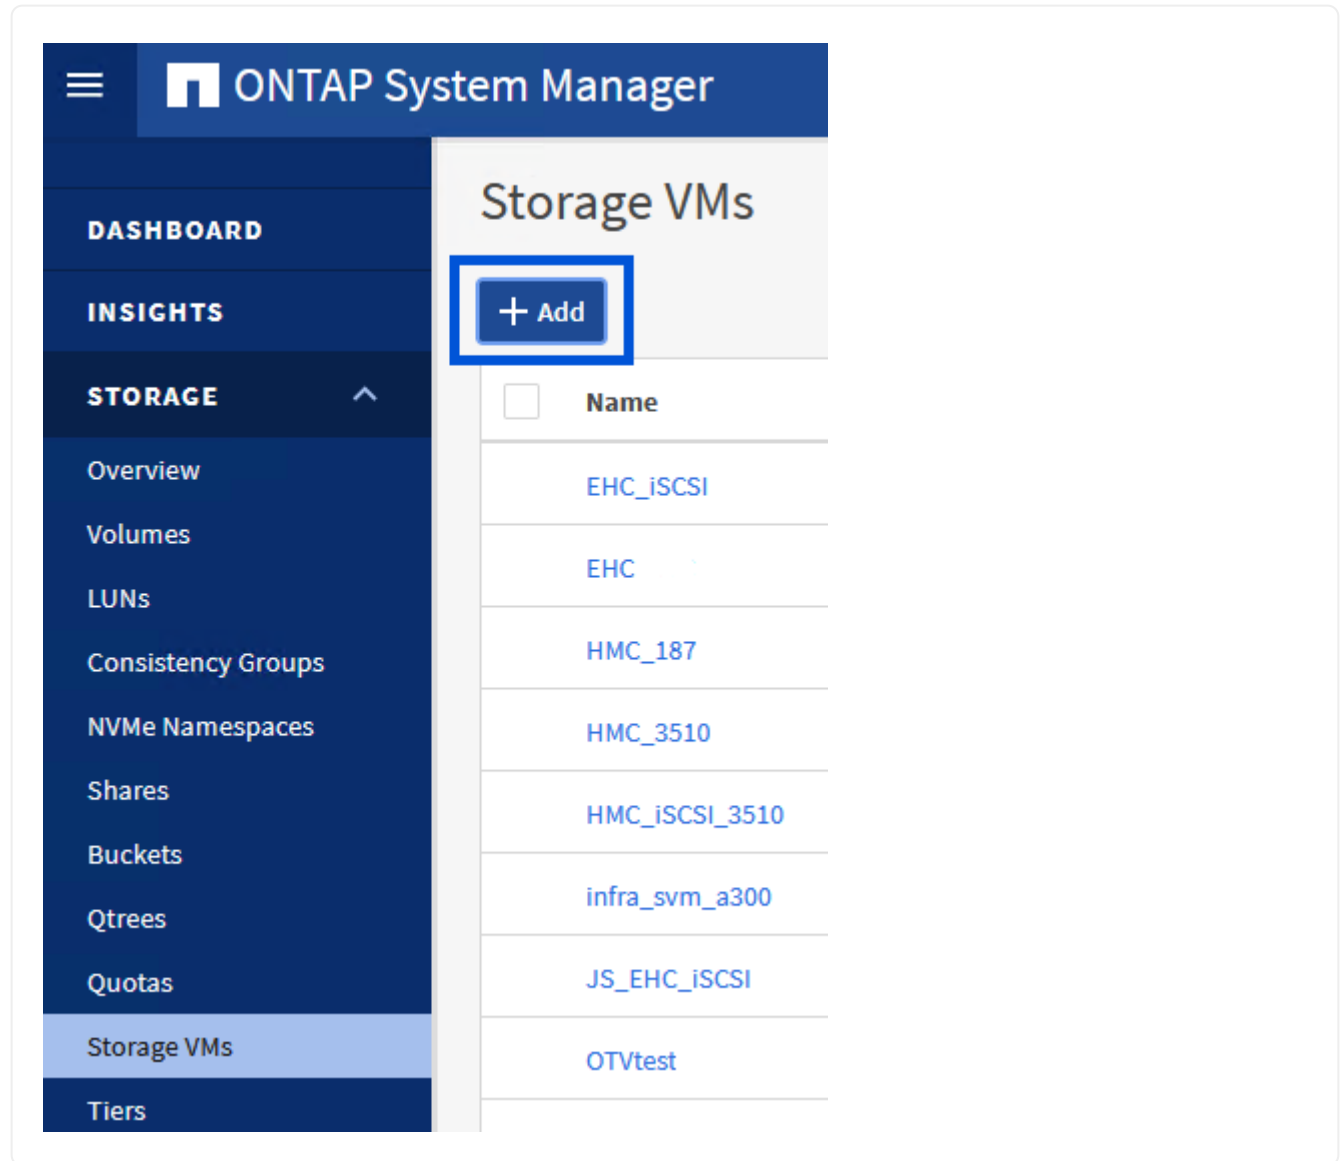 ONTAP System Manager
DASHBOARD
INSIGHTS
STORAGE
Overview
Volumes
LUNs
Consistency Groups
NVMe Namespaces
Shares
Buckets
Qtrees
Quotas
Storage VMs
Tiers
Storage VMs
+ Add
Name
EHC_iSCSI
EHC
HMC_187
HMC_3510
HMC_iSCSI_3510
infra_svm_a300
JS_EHC_iSCSI
OTVtest